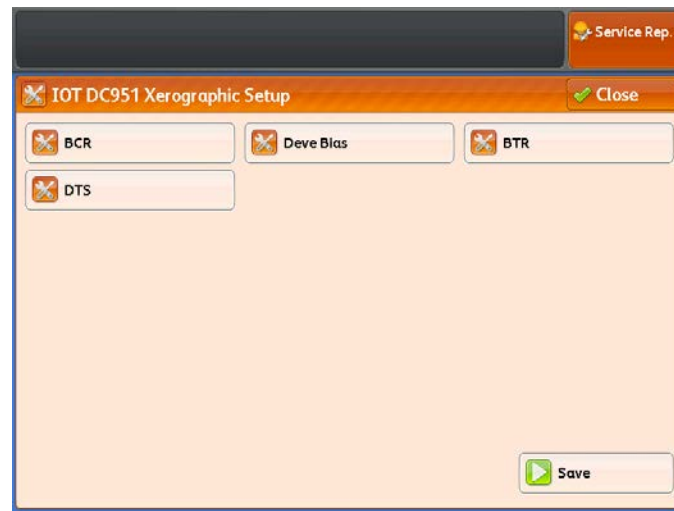 Service Rep.
IOT DC951 Xerographic Setup
Close
BCR
Deve Bias
BTR
DTS
Save